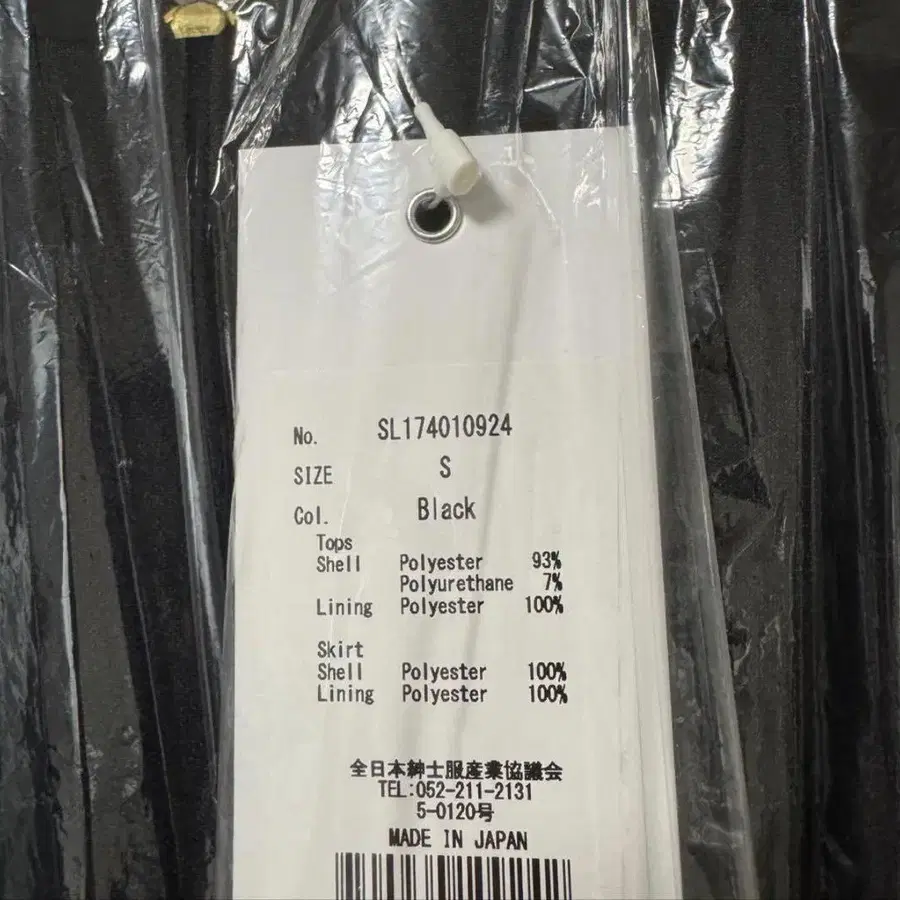 No. SL174010924
SIZE S
Col. Black
Tops
Shell Polyester 93%
Polyurethane 7%
Lining Polyester 100%
Skirt
Shell Polyester 100%
Lining Polyester 100%
全日本紳士服産業協議会
TEL:052-211-2131
5-0120号
MADE IN JAPAN